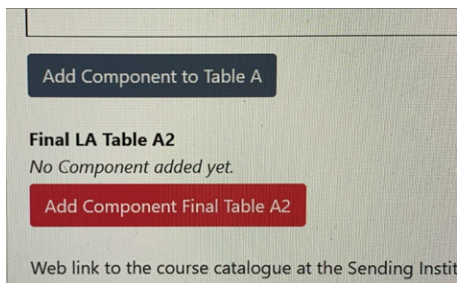 Add Component to Table A
Final LA Table A2
No Component added yet.
Add Component Final Table A2
Web link to the course catalogue at the Sending